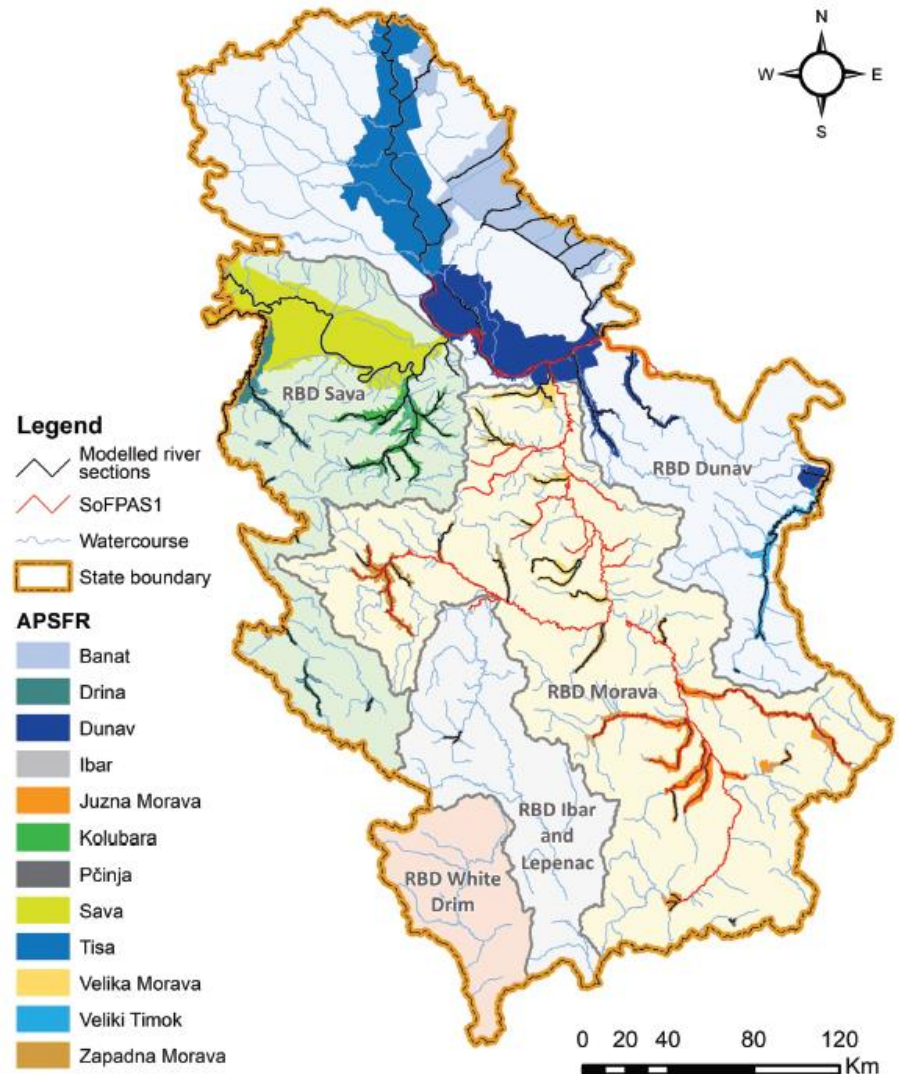 N
W E
S
RBD Sava
RBD Dunav
Legend
Modelled river
sections
SoFPAS1
Watercourse
State boundary
APSFR
Banat
Drina
Dunav
Ibar
Juzna Morava
Kolubara
Pčinja
Sava
Tisa
Velika Morava
Veliki Timok
Zapadna Morava
RBD Morava
RBD Ibar
and
Lepenac
RBD White
Drim
0 20 40 80 120
Km